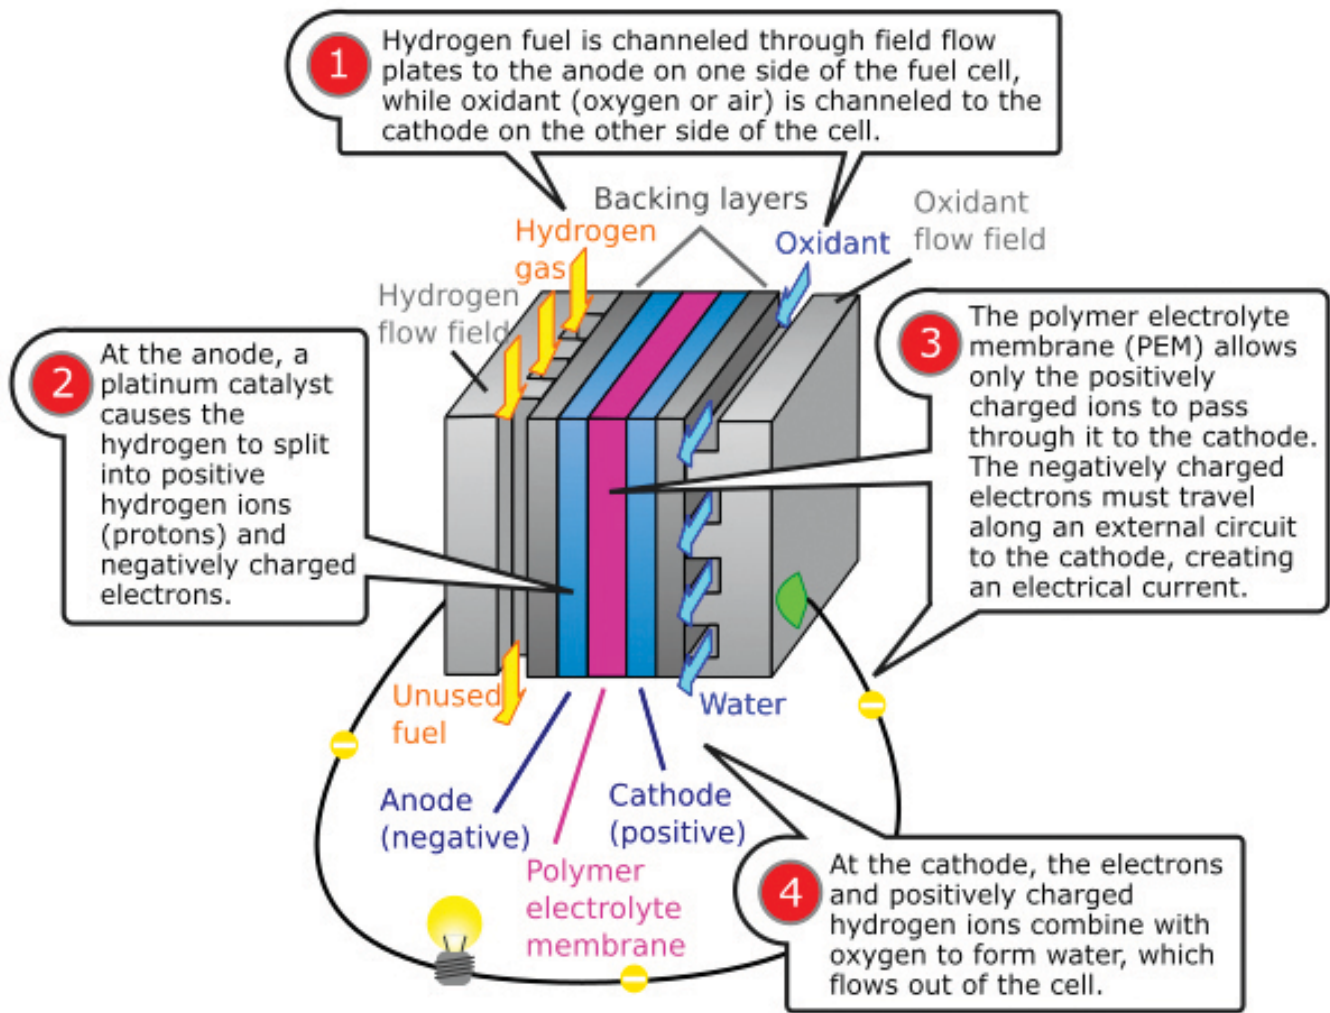 1
Hydrogen fuel is channeled through field flow
plates to the anode on one side of the fuel cell,
while oxidant (oxygen or air) is channeled to the
cathode on the other side of the cell.
Backing layers
Oxidant
flow field
Hydrogen
gas
Oxidant
Hydrogen
flow field
2
At the anode, a
platinum catalyst
causes the
hydrogen to split
into positive
hydrogen ions
(protons) and
negatively charged
electrons.
3
The polymer electrolyte
membrane (PEM) allows
only the positively
charged ions to pass
through it to the cathode.
The negatively charged
electrons must travel
along an external circuit
to the cathode, creating
an electrical current.
Unused
fuel
Water
Anode
(negative)
Cathode
(positive)
Polymer
electrolyte
membrane
4
At the cathode, the electrons
and positively charged
hydrogen ions combine with
oxygen to form water, which
flows out of the cell.